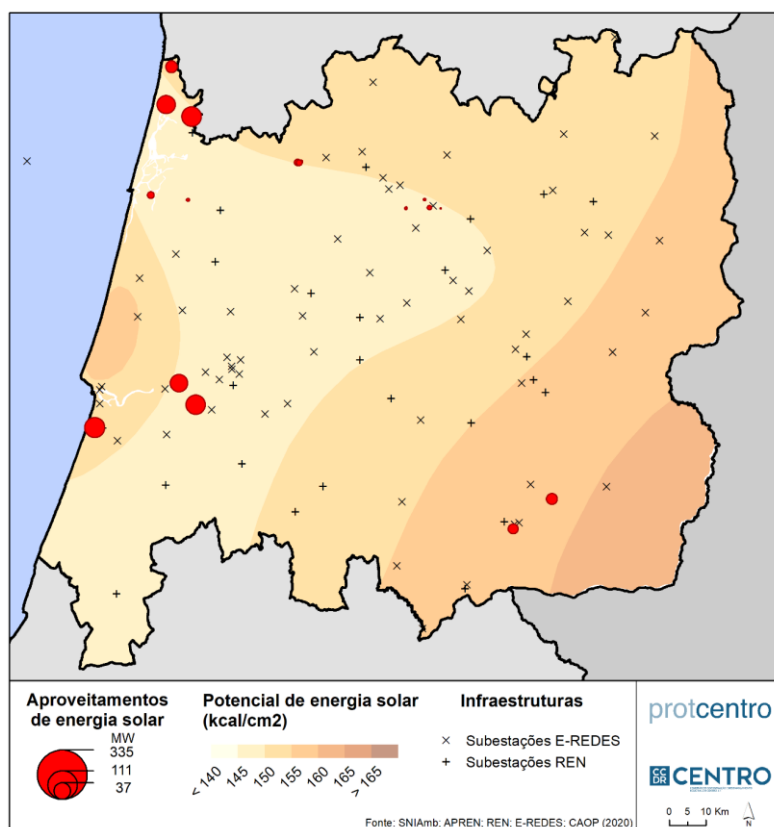 Aproveitamentos
de energia solar
MW
335
111
37
Potencial de energia solar
(kcal/cm2)
< 140
145
150
155
160
165
> 165
Infraestruturas
× Subestações E-REDES
+ Subestações REN
protcentro
CCDR CENTRO
0 5 10 Km
N
Fonte: SNIAmb; APREN; REN; E-REDES; CAOP (2020)